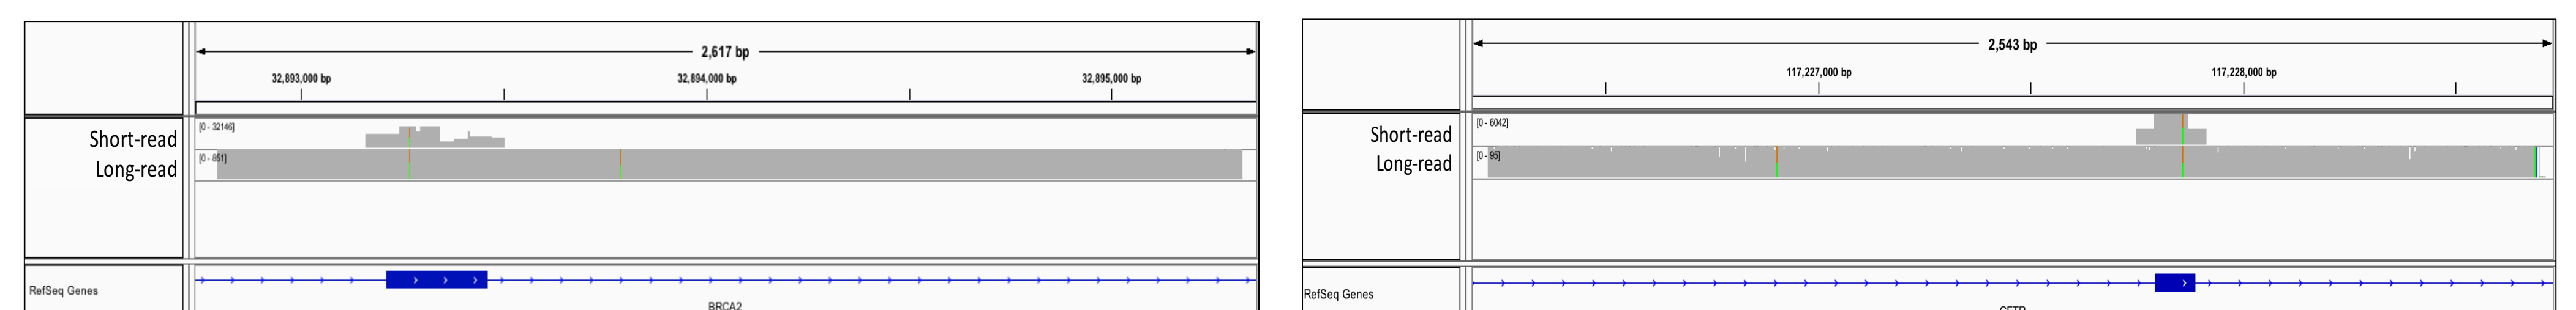 2,617 bp
32,893,000 bp 32,894,000 bp 32,895,000 bp
[0 - 32146]
Short-read
[0 - 851]
Long-read
RefSeq Genes
BRCA2
2,543 bp
117,227,000 bp 117,228,000 bp
[0 - 6042]
Short-read
[0 - 95]
Long-read
RefSeq Genes